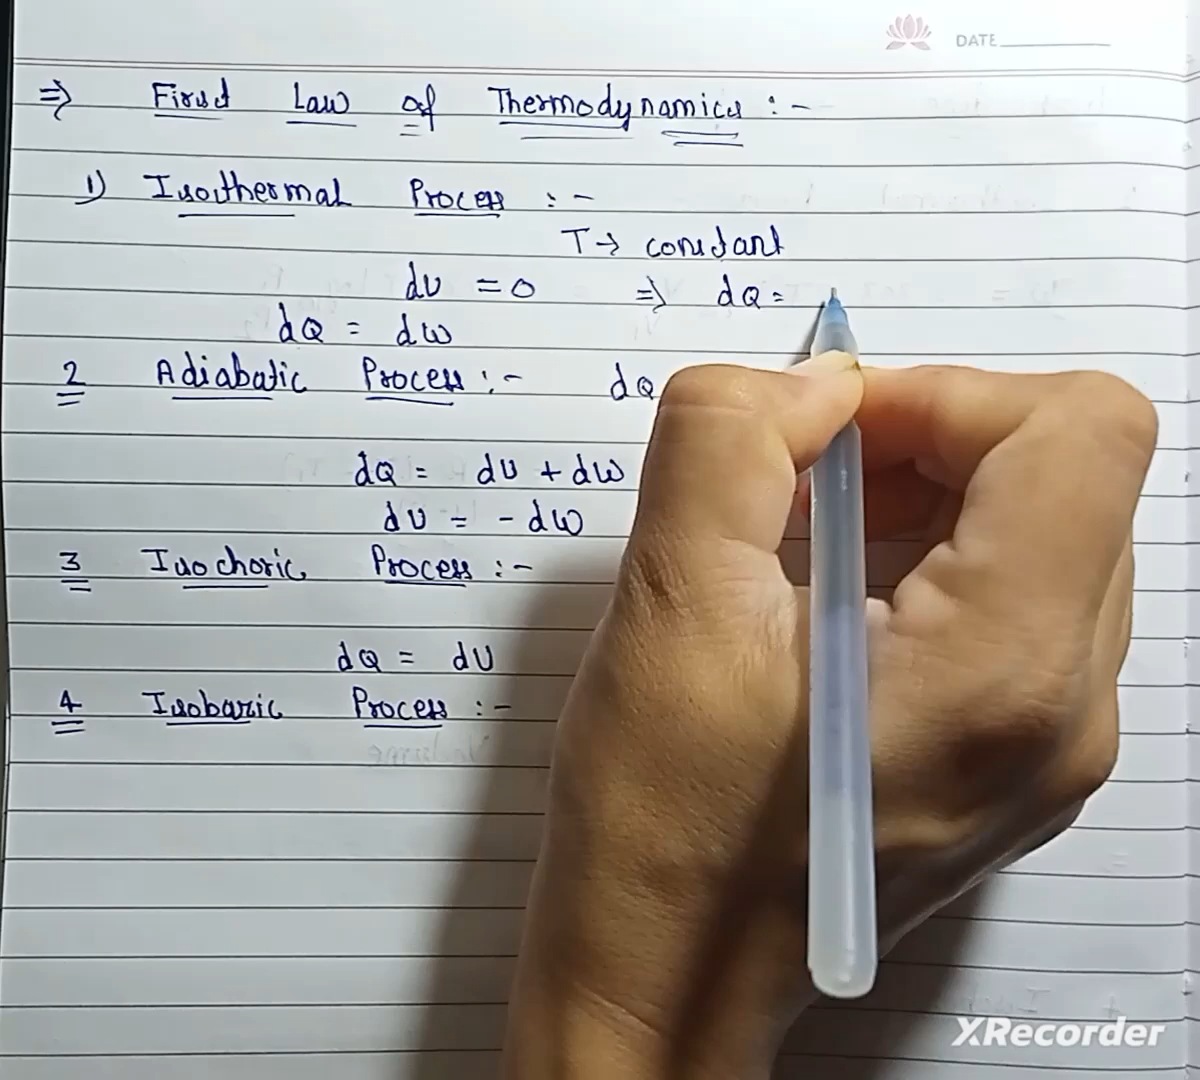 DATE
⇒ First Law of Thermodynamics :-
1) Isothermal Process :-
T → constant
dU = 0 ⇒ dQ =
dQ = dW
2 Adiabatic Process :- dQ
dQ = dU + dW
dU = - dW
3 Isochoric Process :-
dQ = dU
4 Isobaric Process :-
XRecorder